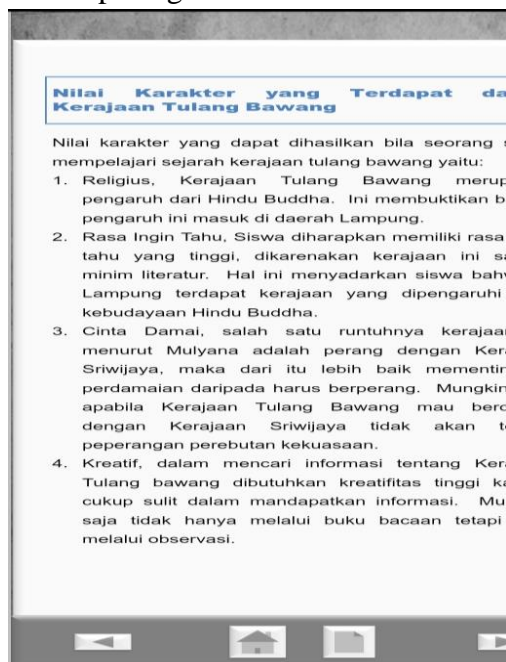 Nilai Karakter yang Terdapat da
Kerajaan Tulang Bawang
Nilai karakter yang dapat dihasilkan bila seorang s
mempelajari sejarah kerajaan tulang bawang yaitu:
1. Religius, Kerajaan Tulang Bawang merup
pengaruh dari Hindu Buddha. Ini membuktikan b
pengaruh ini masuk di daerah Lampung.
2. Rasa Ingin Tahu, Siswa diharapkan memiliki rasa
tahu yang tinggi, dikarenakan kerajaan ini sa
minim literatur. Hal ini menyadarkan siswa bah
Lampung terdapat kerajaan yang dipengaruhi
kebudayaan Hindu Buddha.
3. Cinta Damai, salah satu runtuhnya kerajaa
menurut Mulyana adalah perang dengan Ker
Sriwijaya, maka dari itu lebih baik mementin
perdamaian daripada harus berperang. Mungkin
apabila Kerajaan Tulang Bawang mau berd
dengan Kerajaan Sriwijaya tidak akan t
peperangan perebutan kekuasaan.
4. Kreatif, dalam mencari informasi tentang Ker
Tulang bawang dibutuhkan kreatifitas tinggi ka
cukup sulit dalam mandapatkan informasi. Mu
saja tidak hanya melalui buku bacaan tetapi
melalui observasi.